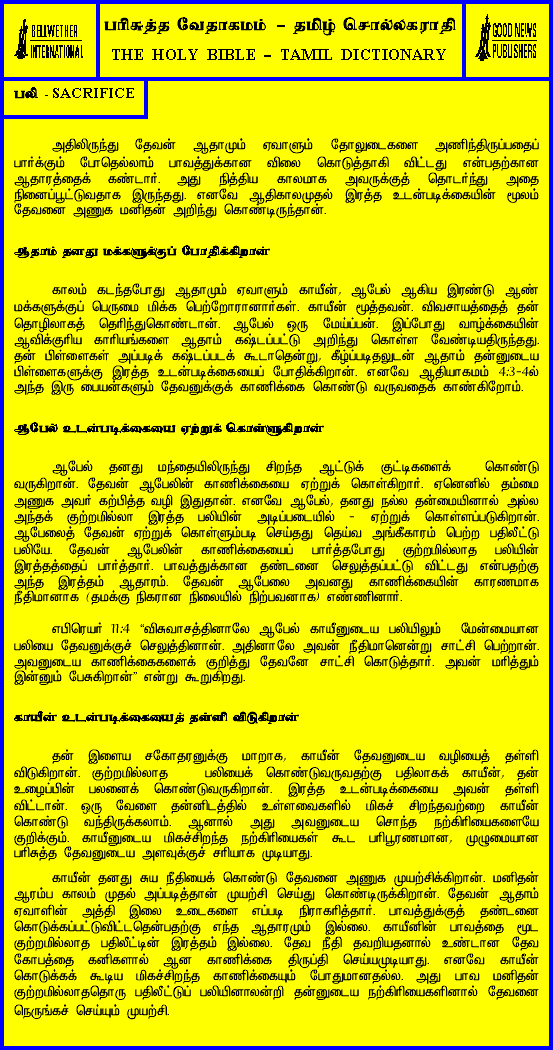 BELLWETHER
INTERNATIONAL
பரிசுத்த வேதாகமம் – தமிழ் சொல்லகராதி
THE HOLY BIBLE – TAMIL DICTIONARY
GOOD NEWS
PUBLISHERS
பலி - SACRIFICE
அதிலிருந்து தேவன் ஆதாமும் ஏவாளும் தோலுடைகளை அணிந்திருப்பதைப்
பார்க்கும் போதெல்லாம் பாவத்துக்கான விலை கொடுத்தாகி விட்டது என்பதற்கான
ஆதாரத்தைக் கண்டார். அது நித்திய காலமாக அவருக்குத் தொடர்ந்து அதை
நினைப்பூட்டுவதாக இருந்தது. எனவே ஆதிகாலமுதல் இரத்த உடன்படிக்கையின் மூலம்
தேவனை அணுக மனிதன் அறிந்து கொண்டிருந்தான்.
ஆதாம் தனது மக்களுக்குப் போதிக்கிறான்
காலம் கடந்தபோது ஆதாமும் ஏவாளும் காயீன், ஆபேல் ஆகிய இரண்டு ஆண்
மக்களுக்குப் பெருமை மிக்க பெற்றோரானார்கள். காயீன் மூத்தவன். விவசாயத்தைத் தன்
தொழிலாகத் தெரிந்துகொண்டான். ஆபேல் ஒரு மேய்ப்பன். இப்போது வாழ்க்கையின்
ஆவிக்குரிய காரியங்களை ஆதாம் கஷ்டப்பட்டு அறிந்து கொள்ள வேண்டியதிருந்தது.
தன் பிள்ளைகள் அப்படிக் கஷ்டப்படக் கூடாதென்று, கீழ்ப்படிதலுடன் ஆதாம் தன்னுடைய
பிள்ளைகளுக்கு இரத்த உடன்படிக்கையைப் போதிக்கிறான். எனவே ஆதியாகமம் 4:3-4ல்
அந்த இரு பையன்களும் தேவனுக்குக் காணிக்கை கொண்டு வருவதைக் காண்கிறோம்.
ஆபேல் உடன்படிக்கையை ஏற்றுக் கொள்ளுகிறான்
ஆபேல் தனது மந்தையிலிருந்து சிறந்த ஆட்டுக் குட்டிகளைக் கொண்டு
வருகிறான். தேவன் ஆபேலின் காணிக்கையை ஏற்றுக் கொள்கிறார். ஏனெனில் தம்மை
அணுக அவர் கற்பித்த வழி இதுதான். எனவே ஆபேல், தனது நல்ல தன்மையினால் அல்ல
அந்தக் குற்றமில்லா இரத்த பலியின் அடிப்படையில் - ஏற்றுக் கொள்ளப்படுகிறான்.
ஆபேலைத் தேவன் ஏற்றுக் கொள்ளும்படி செய்தது தெய்வ அங்கீகாரம் பெற்ற பதிலீட்டு
பலியே. தேவன் ஆபேலின் காணிக்கையைப் பார்த்தபோது குற்றமில்லாத பலியின்
இரத்தத்தைப் பார்த்தார். பாவத்துக்கான தண்டனை செலுத்தப்பட்டு விட்டது என்பதற்கு
அந்த இரத்தம் ஆதாரம். தேவன் ஆபேலை அவனது காணிக்கையின் காரணமாக
நீதிமானாக (தமக்கு நிகரான நிலையில் நிற்பவனாக) எண்ணினார்.
எபிரெயர் 11:4 “விசுவாசத்தினாலே ஆபேல் காயீனுடைய பலியிலும் மேன்மையான
பலியை தேவனுக்குச் செலுத்தினான். அதினாலே அவன் நீதிமானென்று சாட்சி பெற்றான்.
அவனுடைய காணிக்கைகளைக் குறித்து தேவனே சாட்சி கொடுத்தார். அவன் மரித்தும்
இன்னும் பேசுகிறான்” என்று கூறுகிறது.
காயீன் உடன்படிக்கையைத் தள்ளி விடுகிறான்
தன் இளைய சகோதரனுக்கு மாறாக, காயீன் தேவனுடைய வழியைத் தள்ளி
விடுகிறான். குற்றமில்லாத பலியைக் கொண்டுவருவதற்கு பதிலாகக் காயீன், தன்
உழைப்பின் பலனைக் கொண்டுவருகிறான். இரத்த உடன்படிக்கையை அவன் தள்ளி
விட்டான். ஒரு வேளை தன்னிடத்தில் உள்ளவைகளில் மிகச் சிறந்தவற்றை காயீன்
கொண்டு வந்திருக்கலாம். ஆனால் அது அவனுடைய சொந்த நற்கிரியைகளையே
குறிக்கும். காயீனுடைய மிகச்சிறந்த நற்கிரியைகள் கூட பரிபூரணமான, முழுமையான
பரிசுத்த தேவனுடைய அளவுக்குச் சரியாக முடியாது.
காயீன் தனது சுய நீதியைக் கொண்டு தேவனை அணுக முயற்சிக்கிறான். மனிதன்
ஆரம்ப காலம் முதல் அப்படித்தான் முயற்சி செய்து கொண்டிருக்கிறான். தேவன் ஆதாம்
ஏவாளின் அத்தி இலை உடைகளை எப்படி நிராகரித்தார். பாவத்துக்குத் தண்டனை
கொடுக்கப்பட்டுவிட்டதென்பதற்கு எந்த ஆதாரமும் இல்லை. காயீனின் பாவத்தை மூட
குற்றமில்லாத பதிலீட்டின் இரத்தம் இல்லை. தேவ நீதி தவறியதனால் உண்டான தேவ
கோபத்தை கனிகளால் ஆன காணிக்கை திருப்தி செய்யமுடியாது. எனவே காயீன்
கொடுக்கக் கூடிய மிகச்சிறந்த காணிக்கையும் போதுமானதல்ல. அது பாவ மனிதன்
குற்றமில்லாததொரு பதிலீட்டுப் பலியினாலன்றி தன்னுடைய நற்கிரியைகளினால் தேவனை
நெருங்கச் செய்யும் முயற்சி.